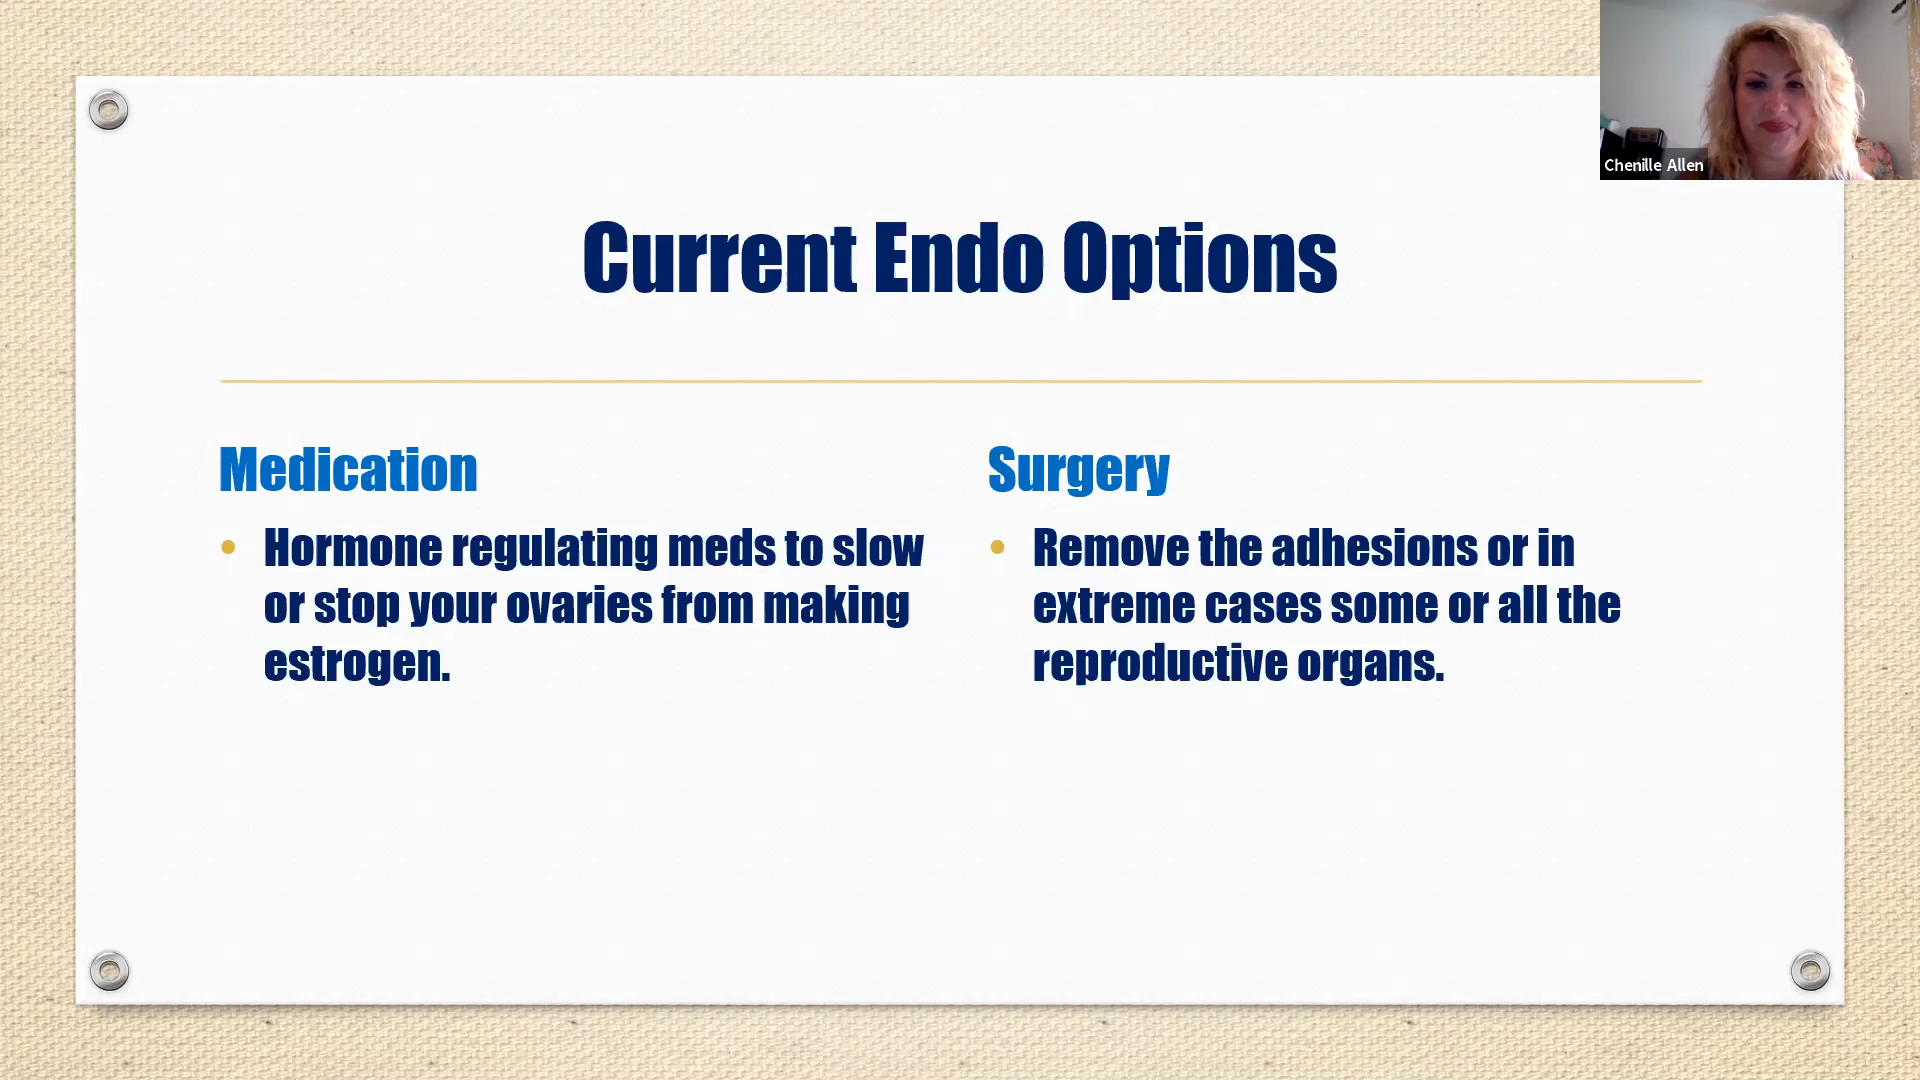 Chenille Allen
Current Endo Options
Medication
• Hormone regulating meds to slow
or stop your ovaries from making
estrogen.
Surgery
• Remove the adhesions or in
extreme cases some or all the
reproductive organs.